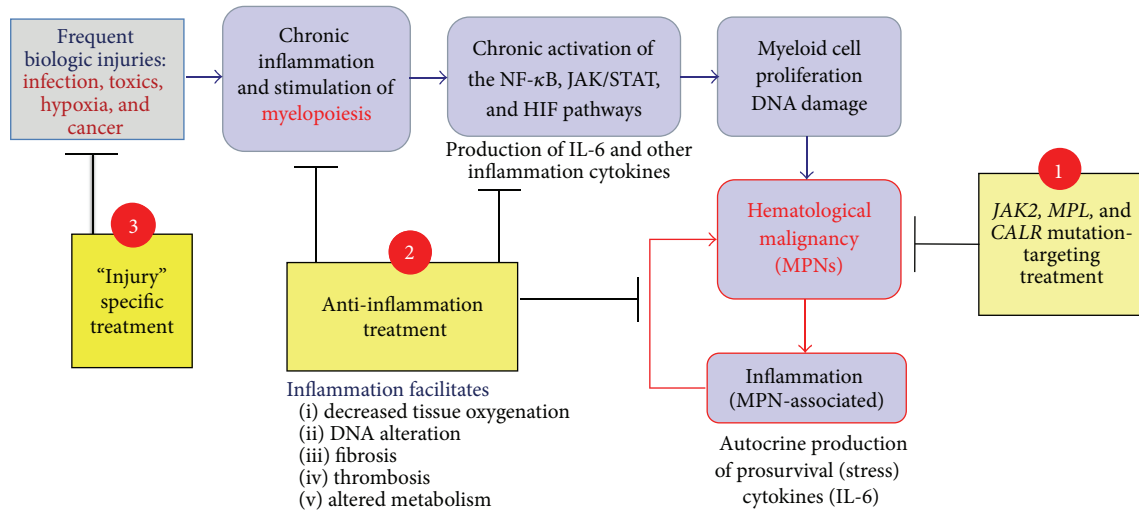 Frequent
biologic injuries:
infection, toxics,
hypoxia, and
cancer
Chronic
inflammation
and stimulation of
myelopoiesis
Chronic activation of
the NF-κB, JAK/STAT,
and HIF pathways
Production of IL-6 and other
inflammation cytokines
Myeloid cell
proliferation
DNA damage
3
"Injury"
specific
treatment
2
Anti-inflammation
treatment
Inflammation facilitates
(i) decreased tissue oxygenation
(ii) DNA alteration
(iii) fibrosis
(iv) thrombosis
(v) altered metabolism
Hematological
malignancy
(MPNs)
Inflammation
(MPN-associated)
Autocrine production
of prosurvival (stress)
cytokines (IL-6)
1
JAK2, MPL, and
CALR mutation-
targeting
treatment